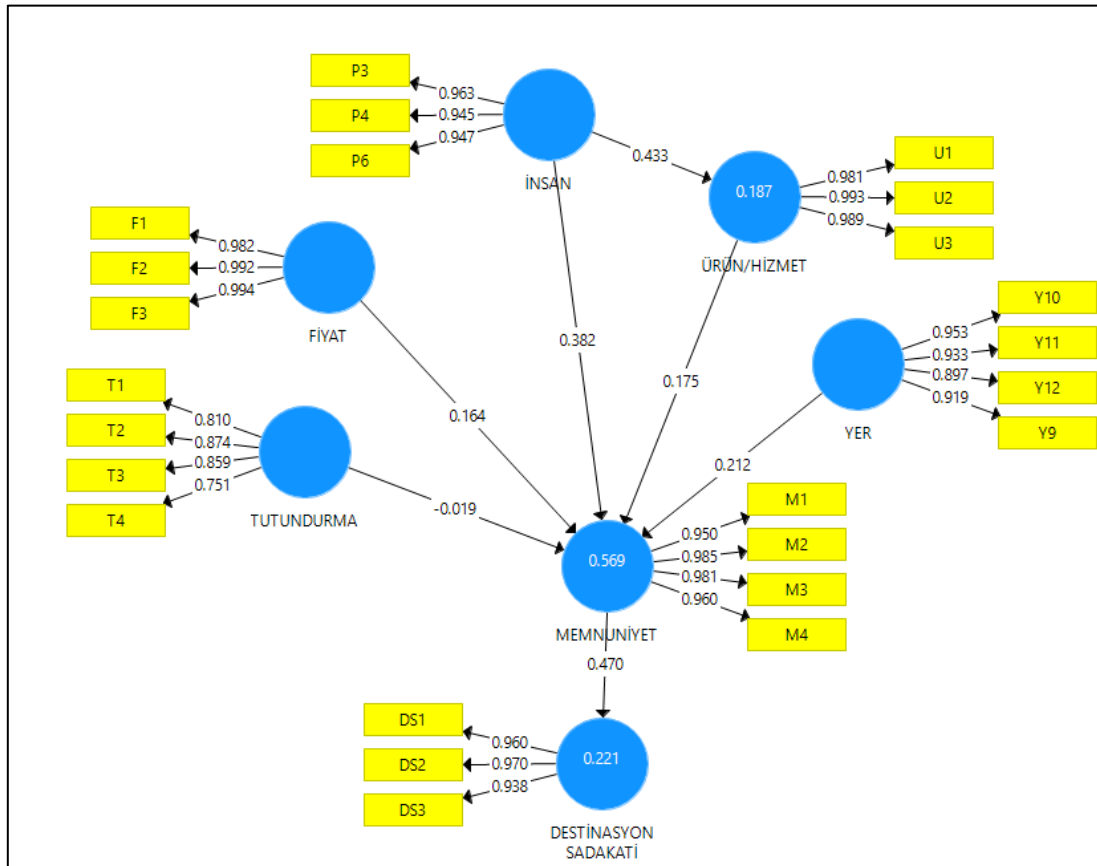 P3
0.963
P4
0.945
P6
0.947
İNSAN
0.433
0.187
ÜRÜN/HİZMET
U1
0.981
U2
0.993
U3
0.989
F1
0.982
F2
0.992
F3
0.994
FİYAT
0.382
0.175
0.164
Y10
0.953
Y11
0.933
Y12
0.897
Y9
0.919
YER
0.212
T1
0.810
T2
0.874
T3
0.859
T4
0.751
TUTUNDURMA
-0.019
0.569
MEMNUNİYET
M1
0.950
M2
0.985
M3
0.981
M4
0.960
0.470
DS1
0.960
DS2
0.970
DS3
0.938
0.221
DESTİNASYON
SADAKATİ